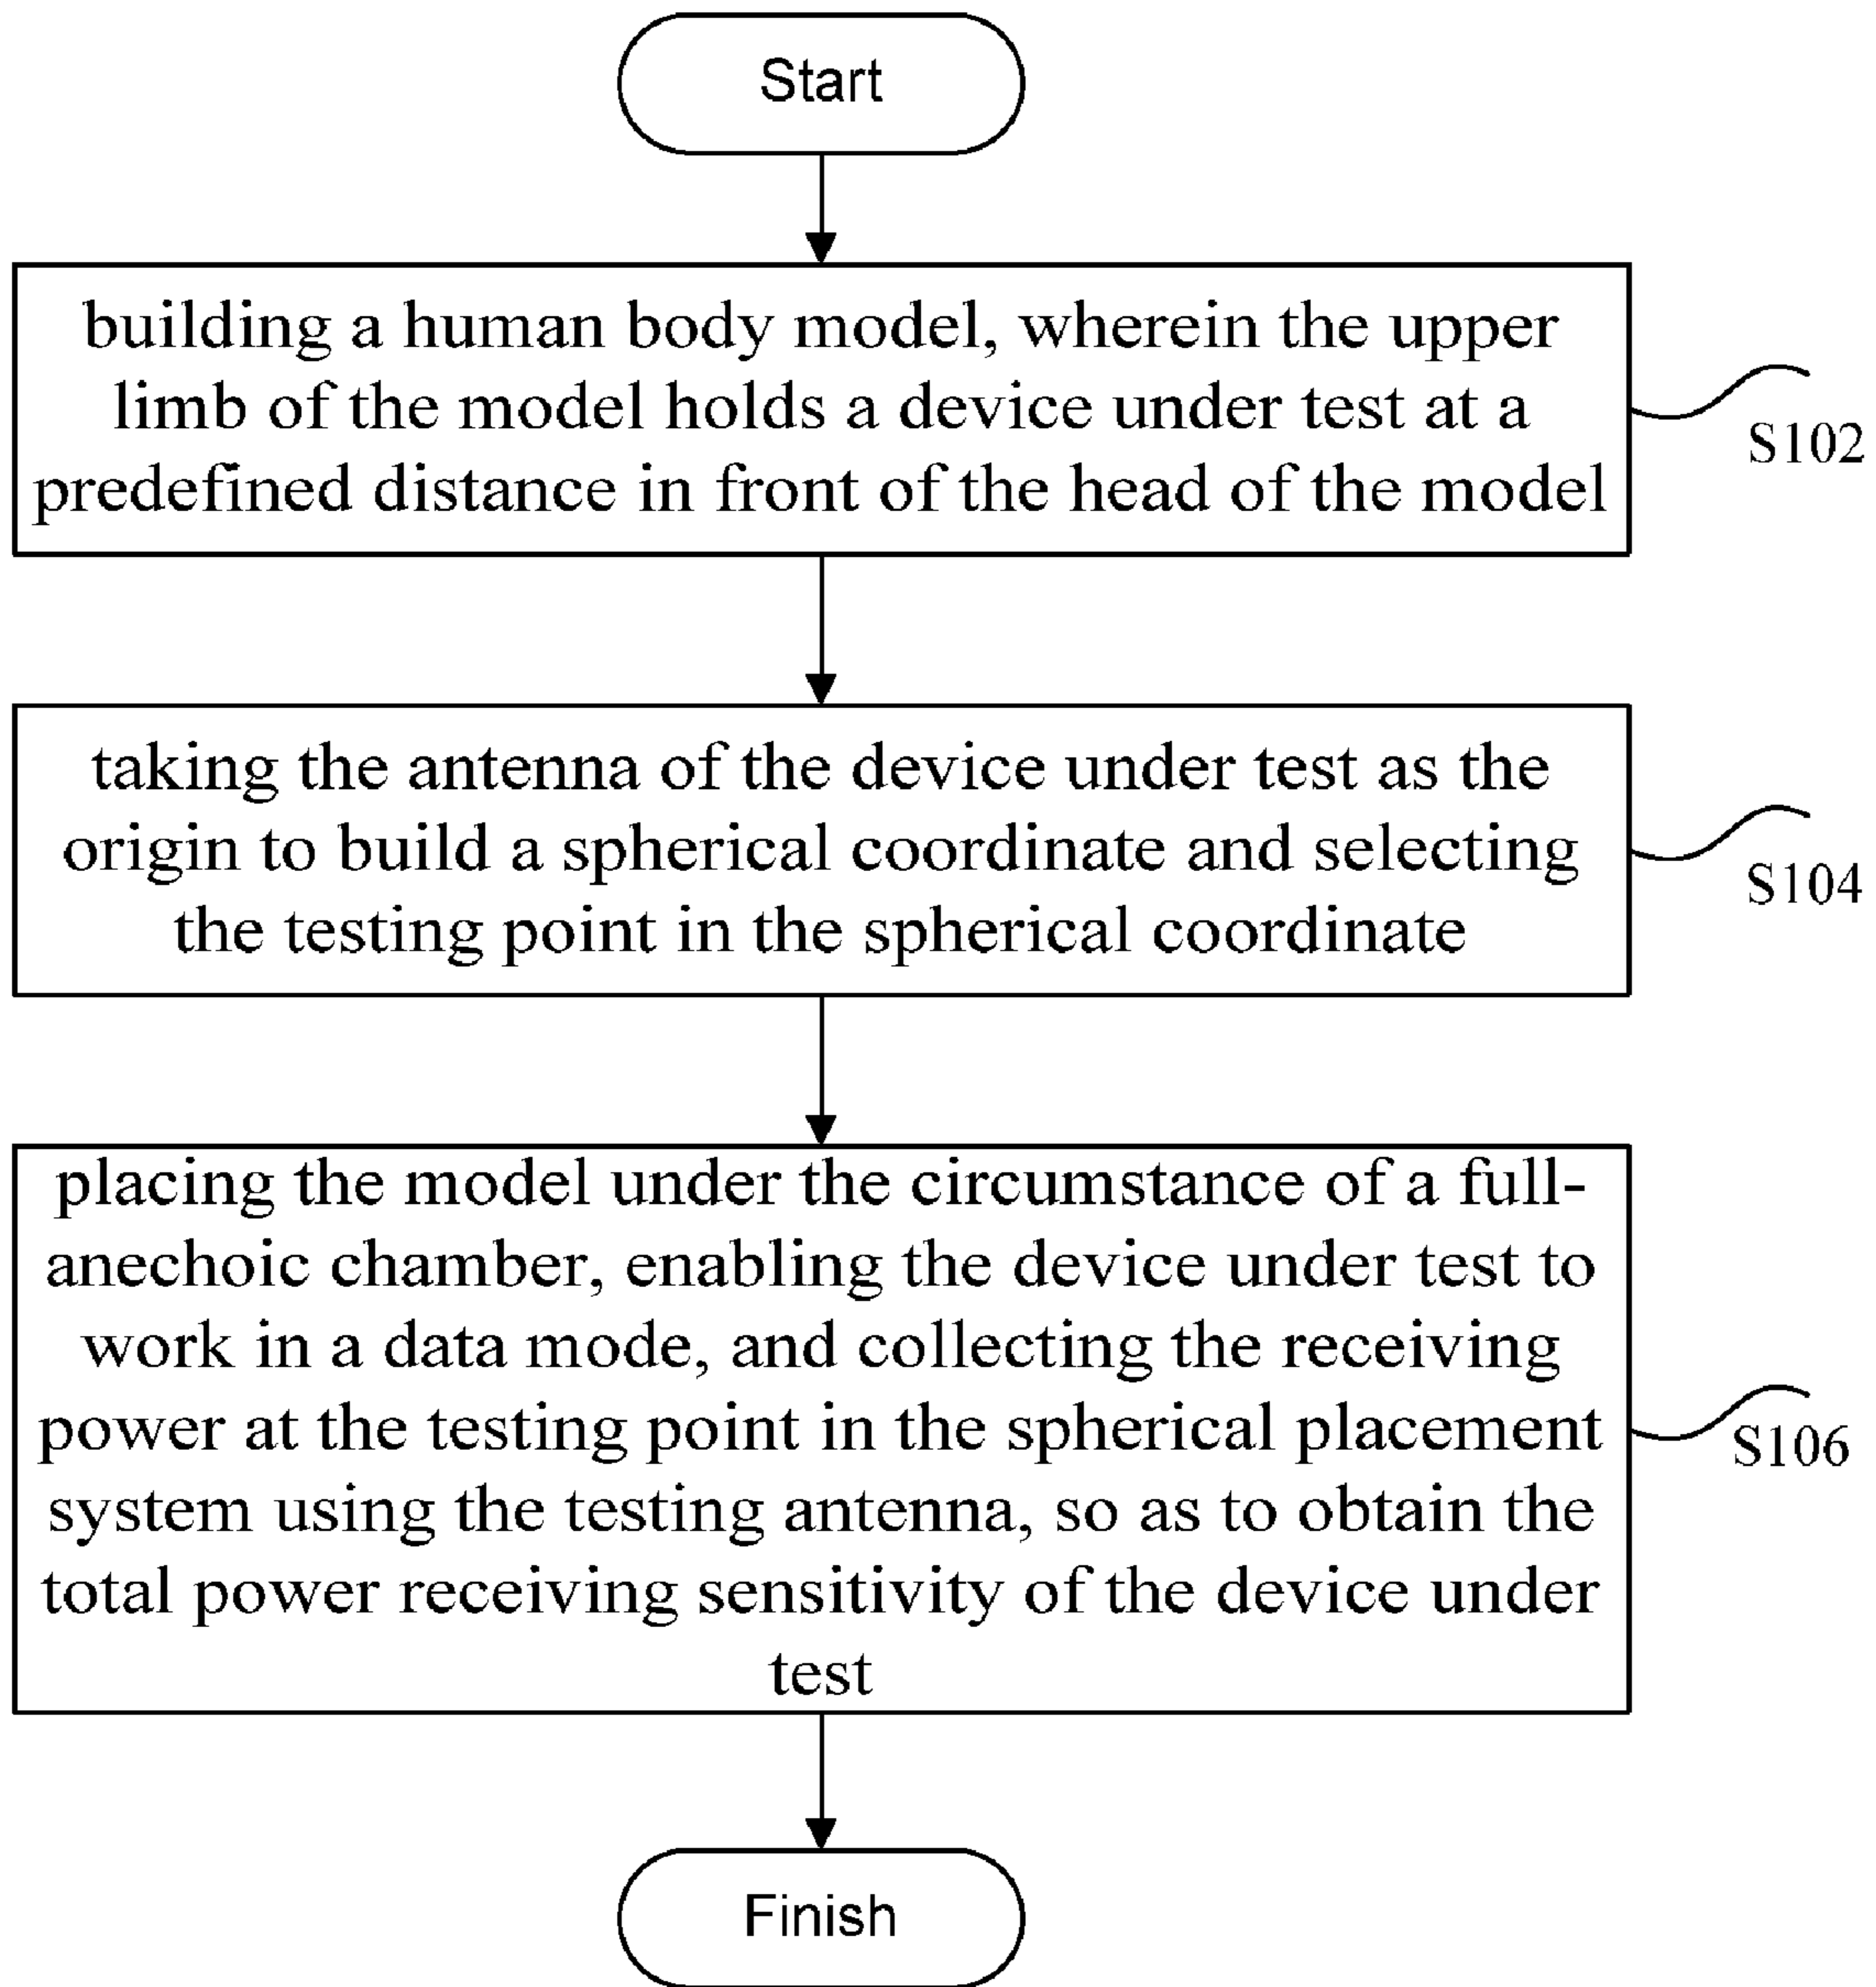 Start
building a human body model, wherein the upper
limb of the model holds a device under test at a
predefined distance in front of the head of the model
S102
taking the antenna of the device under test as the
origin to build a spherical coordinate and selecting
the testing point in the spherical coordinate
S104
placing the model under the circumstance of a full-
anechoic chamber, enabling the device under test to
work in a data mode, and collecting the receiving
power at the testing point in the spherical placement
system using the testing antenna, so as to obtain the
total power receiving sensitivity of the device under
test
S106
Finish